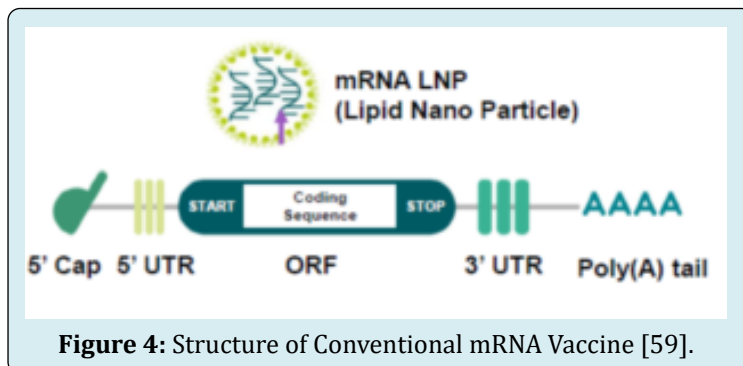 mRNA LNP
(Lipid Nano Particle)
START Coding Sequence STOP
AAAA
5' Cap 5' UTR ORF 3' UTR Poly(A) tail
Figure 4: Structure of Conventional mRNA Vaccine [59].